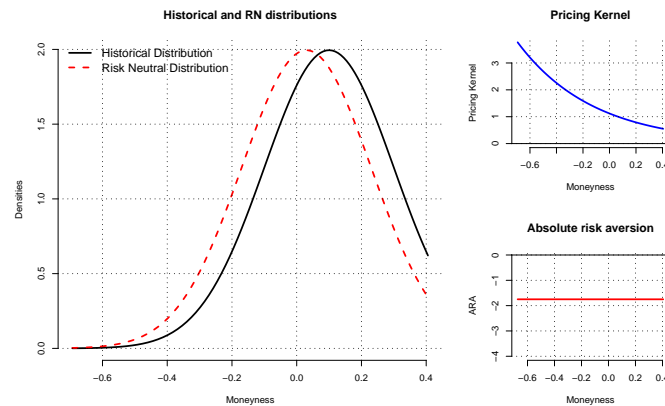 Historical and RN distributions
Historical Distribution
Risk Neutral Distribution
Densities
0.0
0.5
1.0
1.5
2.0
−0.6
−0.4
−0.2
0.0
0.2
0.4
Moneyness
Pricing Kernel
Pricing Kernel
0
1
2
3
−0.6
−0.2
0.0
0.2
0.4
Moneyness
Absolute risk aversion
ARA
−4
−3
−2
−1
0
−0.6
−0.2
0.0
0.2
0.4
Moneyness